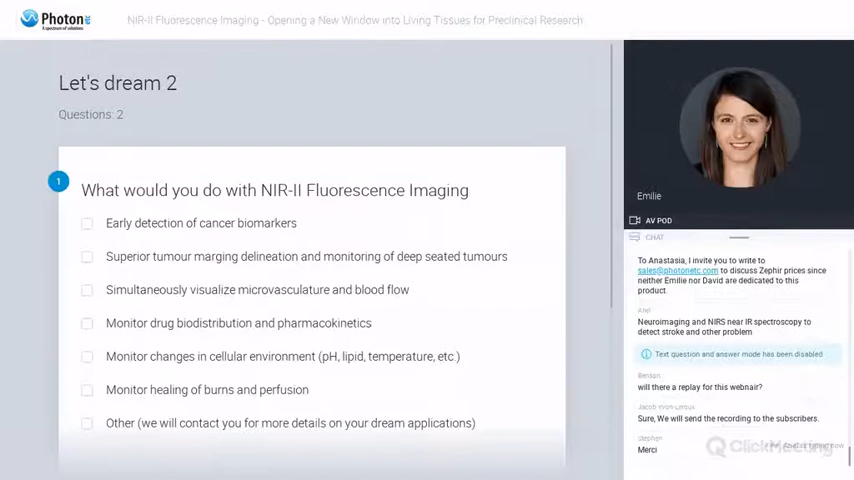 Photon etc
A spectrum of solutions
NIR-II Fluorescence Imaging - Opening a New Window into Living Tissues for Preclinical Research
Let's dream 2
Questions: 2
1
What would you do with NIR-II Fluorescence Imaging
Early detection of cancer biomarkers
Superior tumour marging delineation and monitoring of deep seated tumours
Simultaneously visualize microvasculature and blood flow
Monitor drug biodistribution and pharmacokinetics
Monitor changes in cellular environment (pH, lipid, temperature, etc.)
Monitor healing of burns and perfusion
Other (we will contact you for more details on your dream applications)
Emilie
AV POD
CHAT
To Anastasia, I invite you to write to
sales@photonetc.com to discuss Zephir prices since
neither Emilie nor David are dedicated to this
product.
Neuroimaging and NIRS near IR spectroscopy to
detect stroke and other problem
Text question and answer mode has been disabled
Benson
will there a replay for this webnair?
Jacob Yvon-Leroux
Sure, We will send the recording to the subscribers.
Stephen
Merci
ClickMeeting